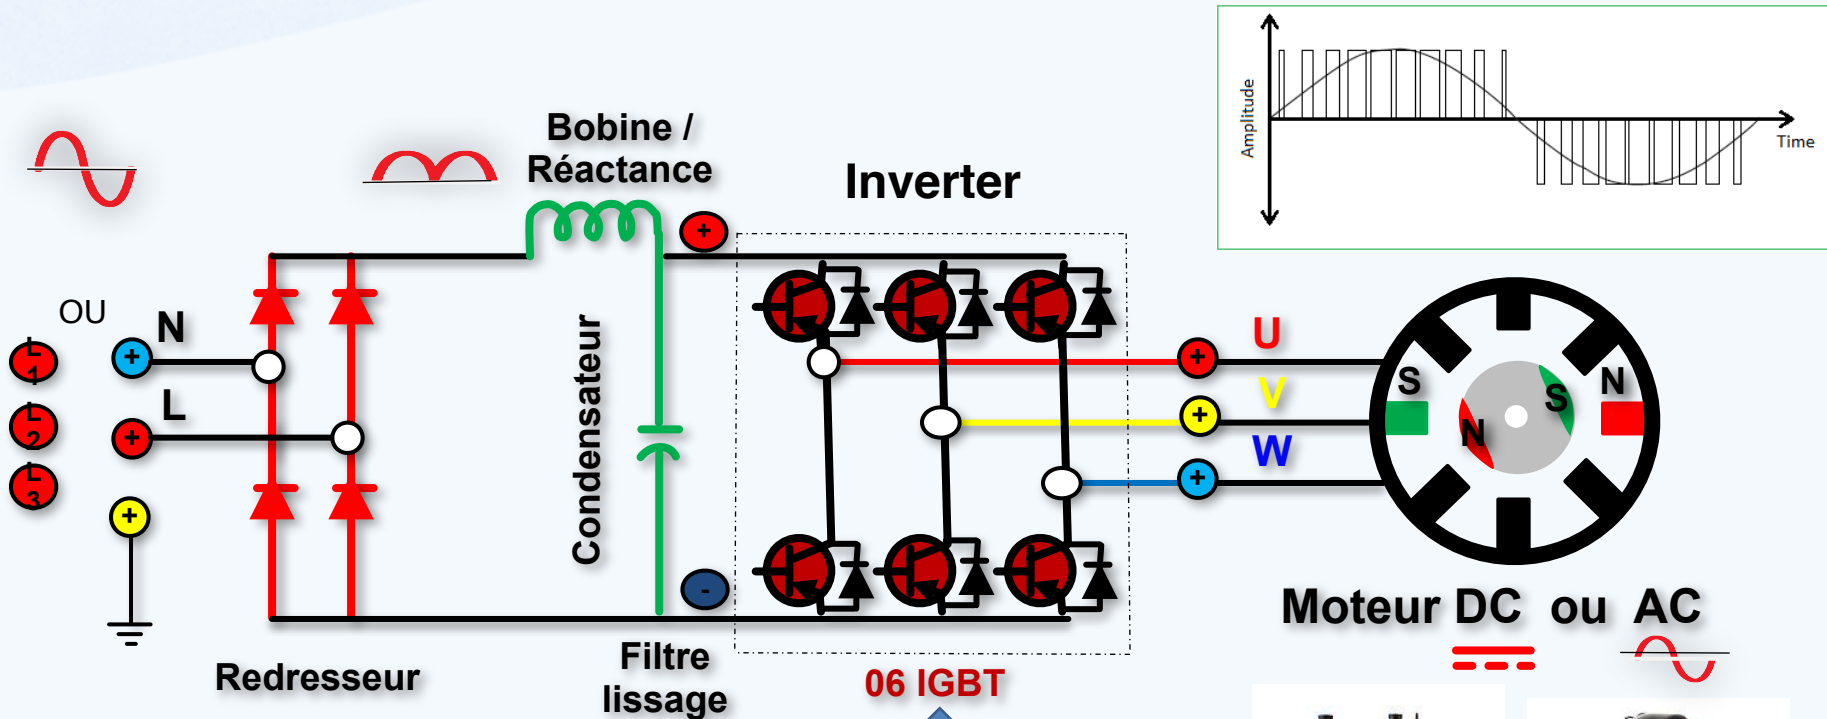 Amplitude
Time
Bobine /
Réactance
Inverter
+
OU
N
L
L1
L2
L3
+
+
+
Condensateur
-
U
V
W
+
+
+
S
N
S
N
Moteur DC ou AC
Redresseur
Filtre
lissage
06 IGBT